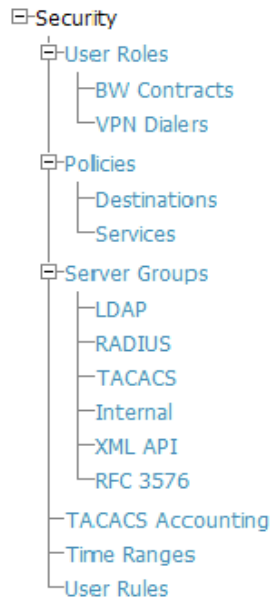 Security
User Roles
BW Contracts
VPN Dialers
Policies
Destinations
Services
Server Groups
LDAP
RADIUS
TACACS
Internal
XML API
RFC 3576
TACACS Accounting
Time Ranges
User Rules